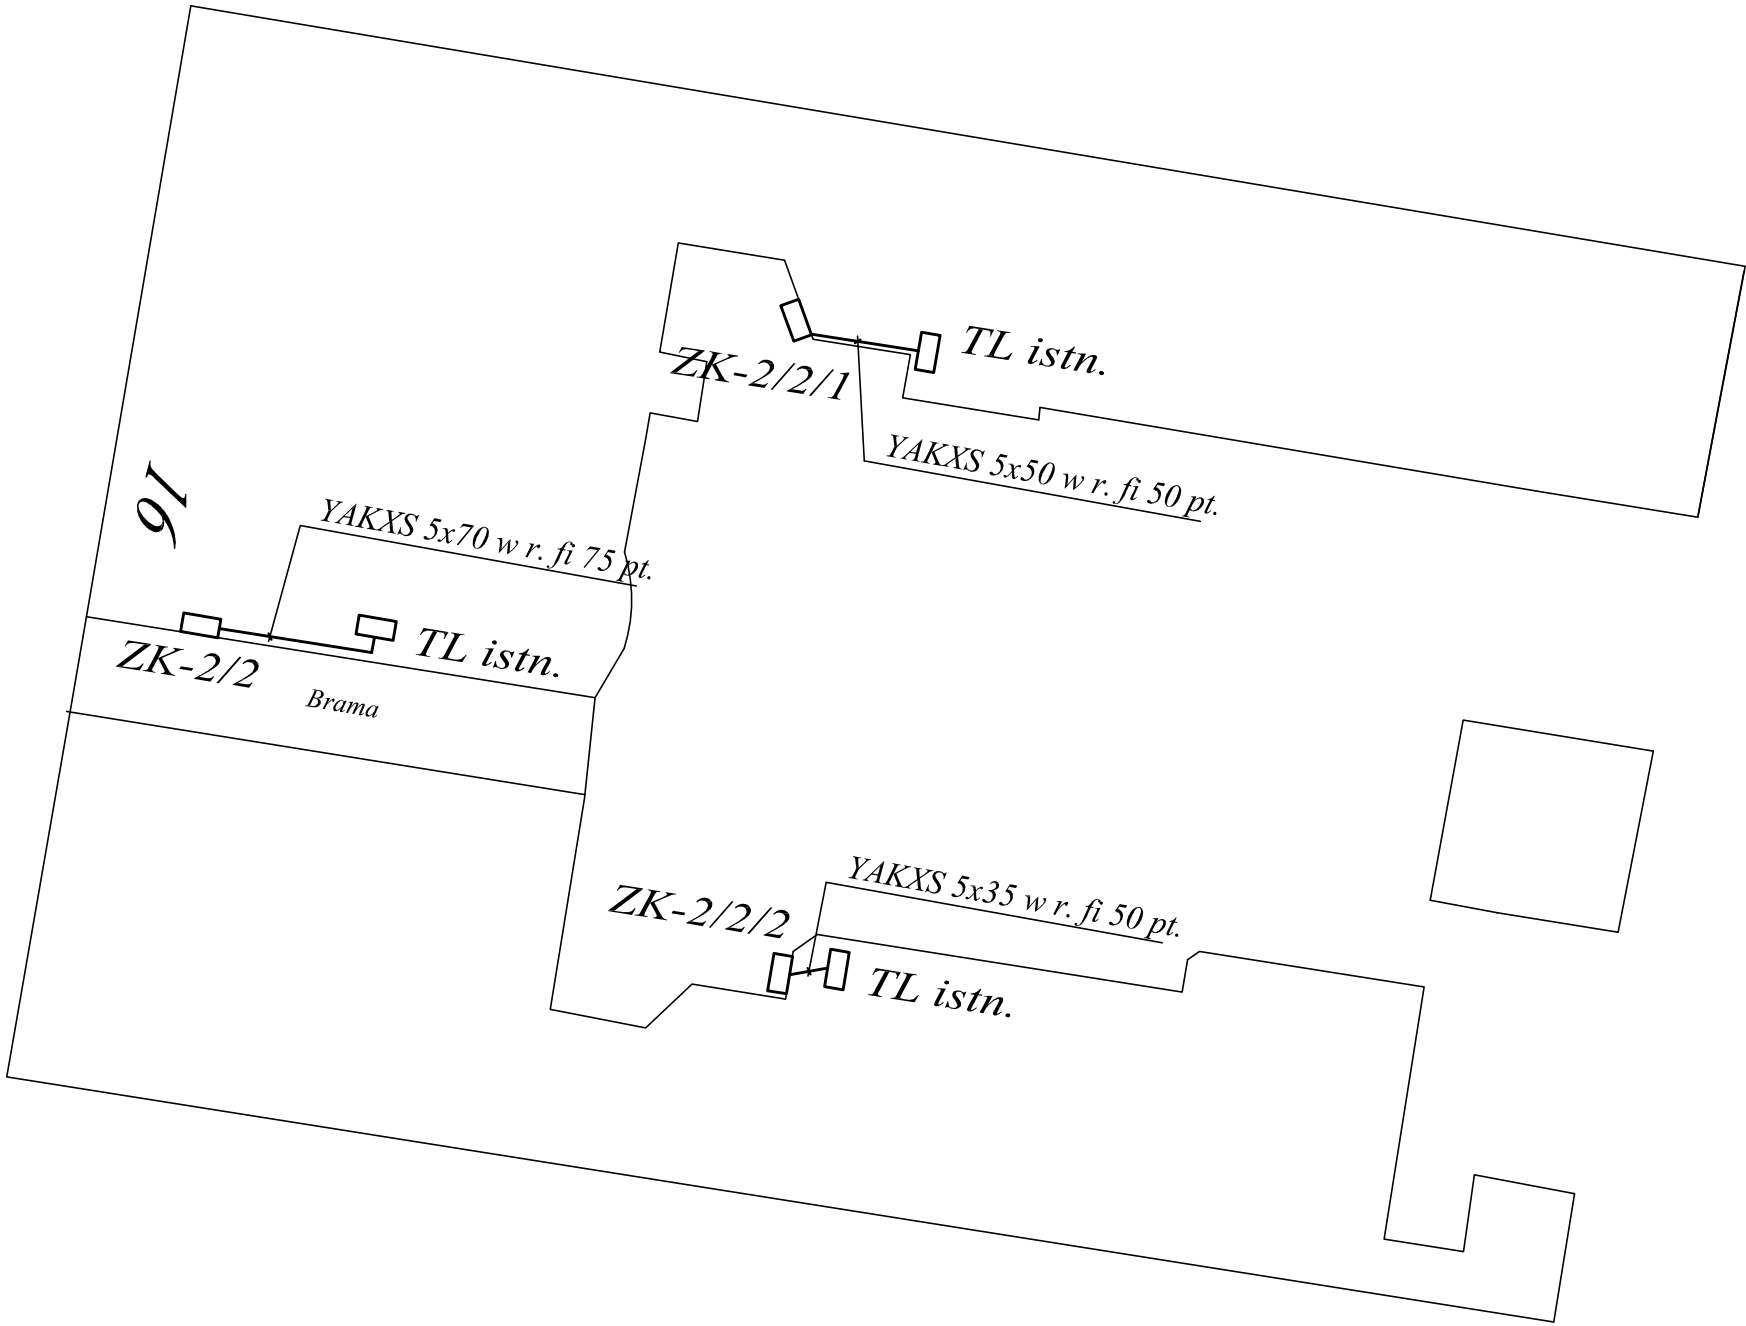 TL istn.
ZK-2/2/1
YAKXS 5x50 w r. fi 50 pt.
16
YAKXS 5x70 w r. fi 75 pt.
TL istn.
ZK-2/2
Brama
YAKXS 5x35 w r. fi 50 pt.
ZK-2/2/2
TL istn.